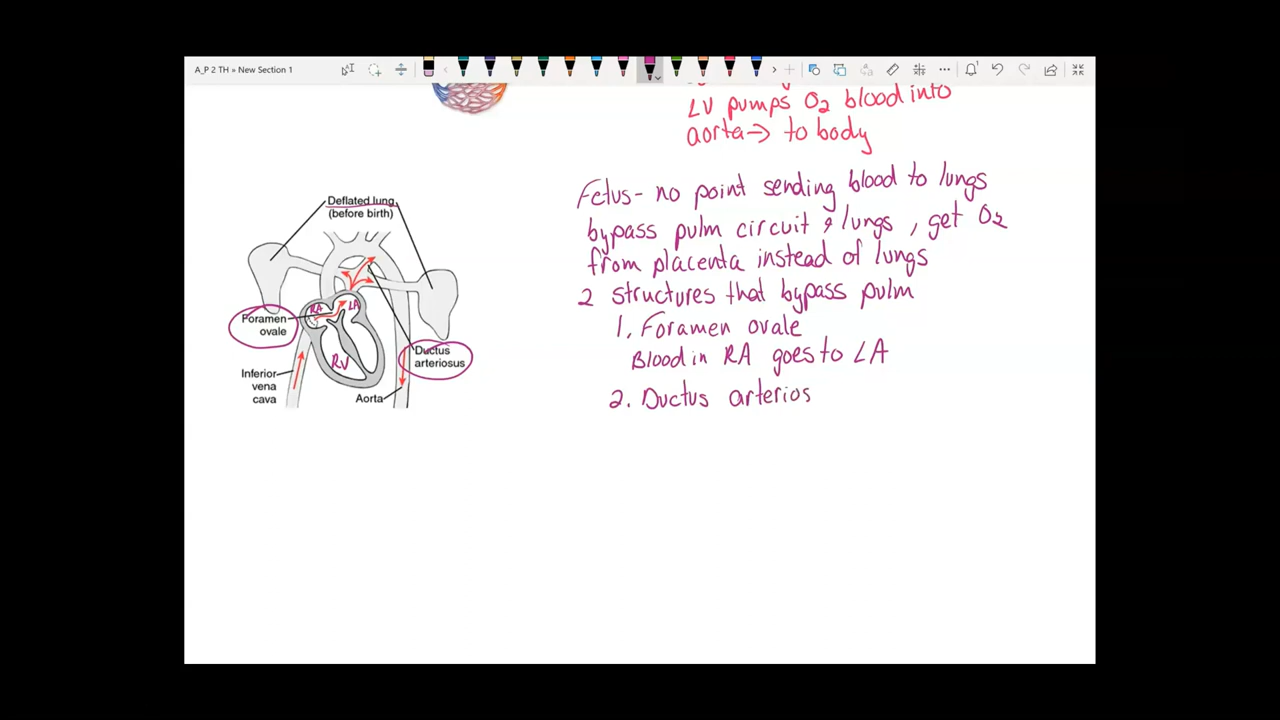 A_P 2 TH » New Section 1
LV pumps O2 blood into
aorta → to body
Fetus - no point sending blood to lungs
bypass pulm circuit & lungs, get O2
from placenta instead of lungs
2 structures that bypass pulm
1. Foramen ovale
Blood in RA goes to LA
2. Ductus arterios
Deflated lung
(before birth)
RA
LA
Foramen
ovale
RV
Ductus
arteriosus
Inferior
vena
cava
Aorta